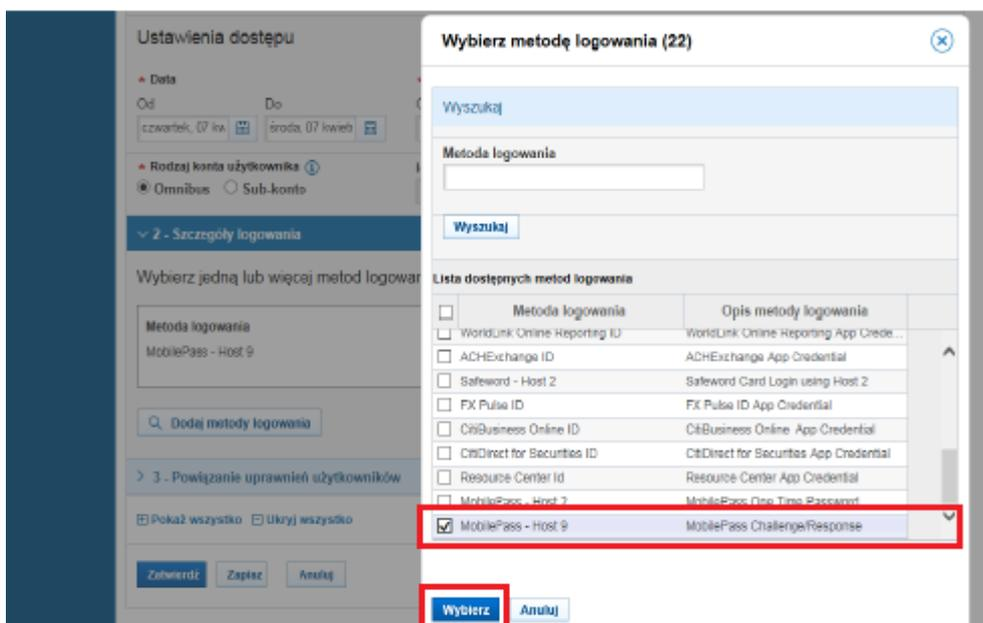 Ustawienia dostępu
* Data
Od Do
czwartek, 07 kw środa, 07 kwiet
* Rodzaj konta użytkownika
Omnibus Sub-konto
2 - Szczegóły logowania
Wybierz jedną lub więcej metod logowan
Metoda logowania
MobilePass - Host 9
Dodaj metody logowania
3 - Powiązanie uprawnień użytkowników
Pokaż wszystko Ukryj wszystko
Zatwierdź Zapisz Anuluj
Wybierz metodę logowania (22)
Wyszukaj
Metoda logowania
Wyszukaj
Lista dostępnych metod logowania
Metoda logowania Opis metody logowania
WorldLink Online Reporting ID WorldLink Online Reporting App Crede...
ACHExchange ID ACHExchange App Credential
Safeword - Host 2 Safeword Card Login using Host 2
FX Pulse ID FX Pulse ID App Credential
CitiBusiness Online ID CitiBusiness Online App Credential
CitiDirect for Securities ID CitiDirect for Securities App Credential
Resource Center Id Resource Center App Credential
MobilePass - Host 2 MobilePass One Time Password
MobilePass - Host 9 MobilePass Challenge/Response
Wybierz Anuluj